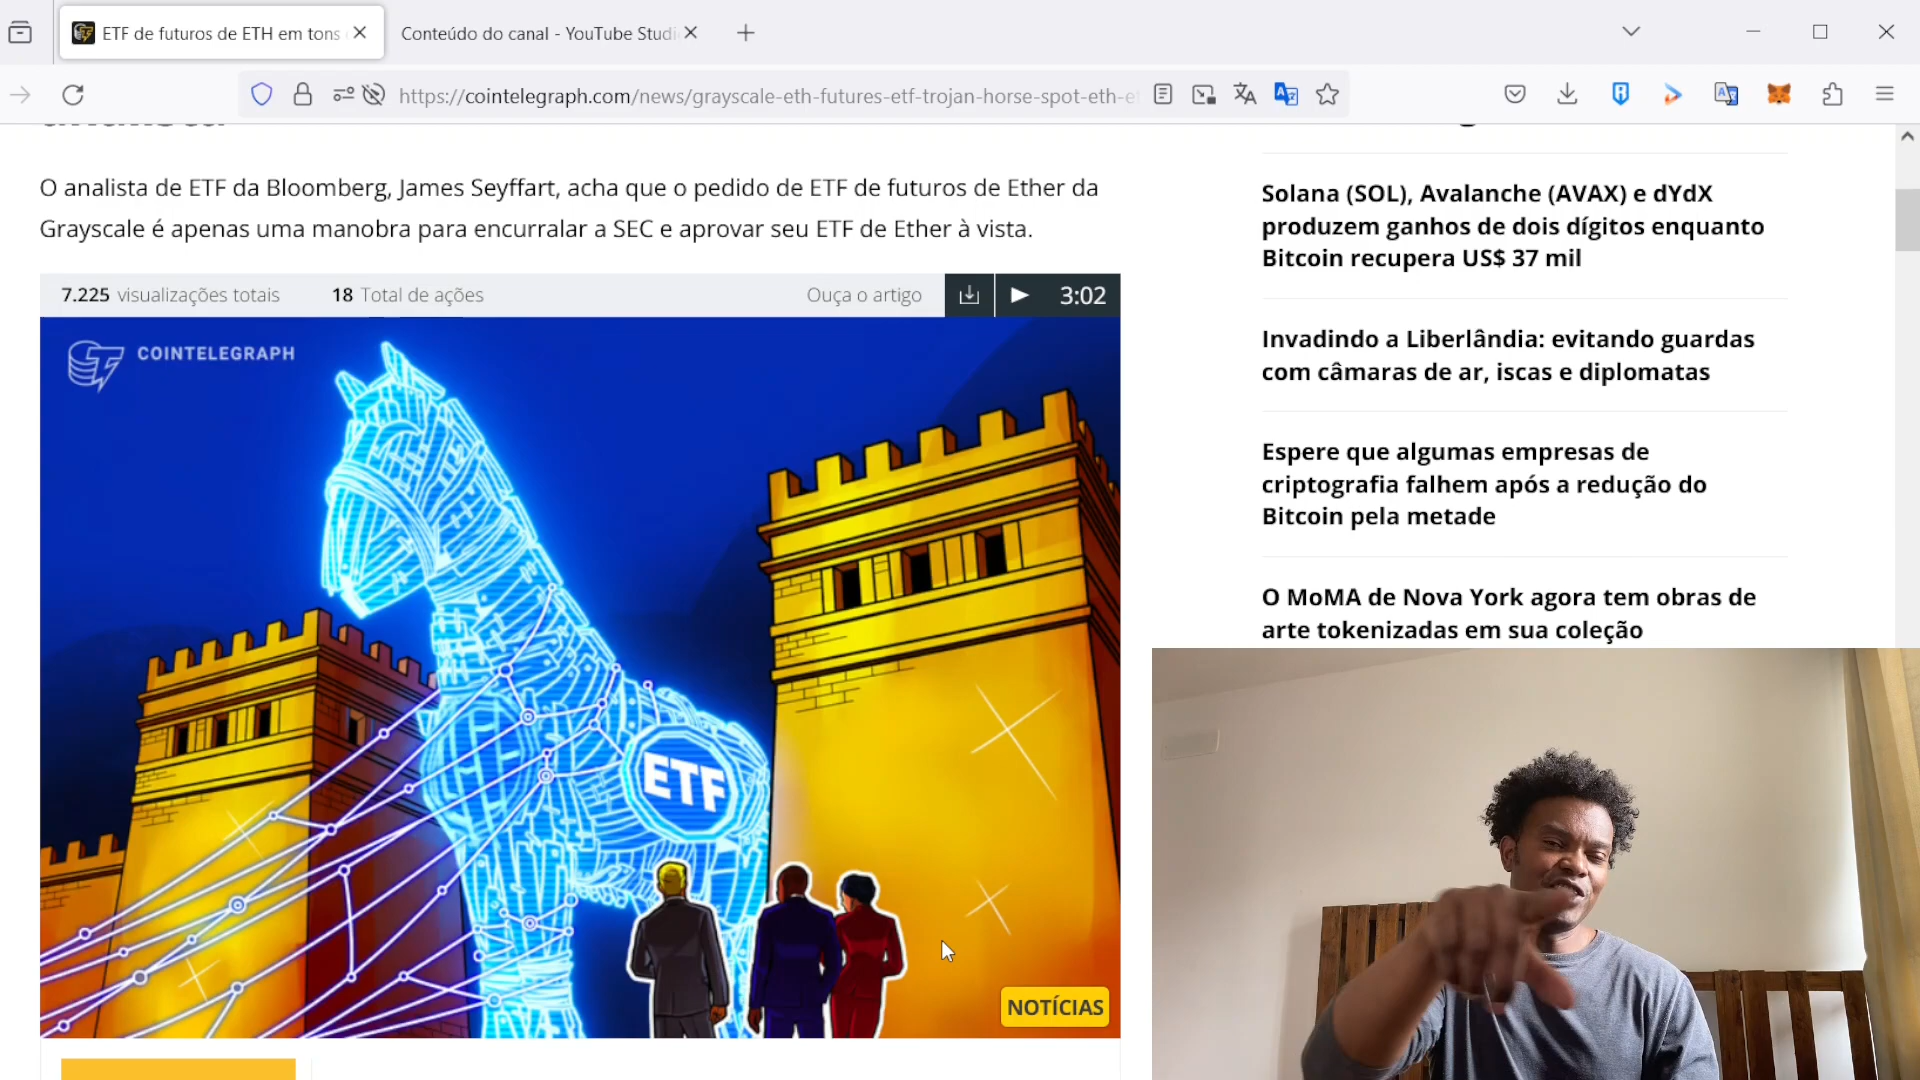 ETF de futuros de ETH em tons
Conteúdo do canal - YouTube Studi
https://cointelegraph.com/news/grayscale-eth-futures-etf-trojan-horse-spot-eth-et
O analista de ETF da Bloomberg, James Seyffart, acha que o pedido de ETF de futuros de Ether da
Grayscale é apenas uma manobra para encurralar a SEC e aprovar seu ETF de Ether à vista.
7.225 visualizações totais
18 Total de ações
Ouça o artigo
3:02
COINTELEGRAPH
ETF
NOTÍCIAS
Solana (SOL), Avalanche (AVAX) e dYdX
produzem ganhos de dois dígitos enquanto
Bitcoin recupera US$ 37 mil
Invadindo a Liberlândia: evitando guardas
com câmaras de ar, iscas e diplomatas
Espere que algumas empresas de
criptografia falhem após a redução do
Bitcoin pela metade
O MoMA de Nova York agora tem obras de
arte tokenizadas em sua coleção